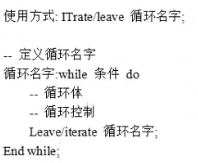 使用方式: ITrate/leave 循环名字;
-- 定义循环名字
循环名字:while 条件 do
-- 循环体
-- 循环控制
Leave/iterate 循环名字;
End while;